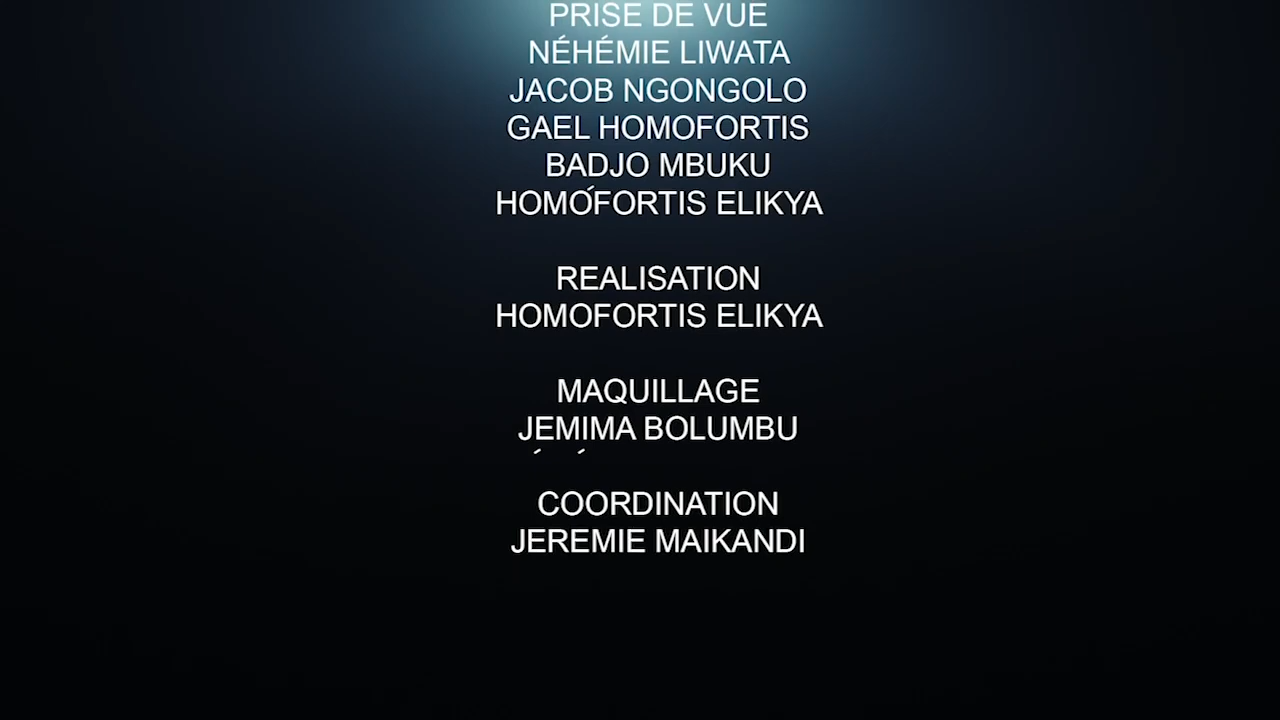 PRISE DE VUE
NÉHÉMIE LIWATA
JACOB NGONGOLO
GAEL HOMOFORTIS
BADJO MBUKU
HOMOFORTIS ELIKYA
REALISATION
HOMOFORTIS ELIKYA
MAQUILLAGE
JEMIMA BOLUMBU
COORDINATION
JEREMIE MAIKANDI